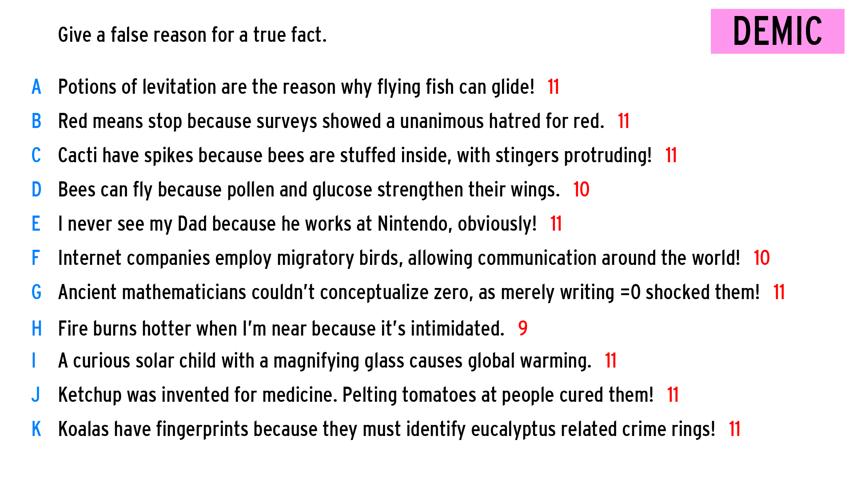 Give a false reason for a true fact.
DEMIC
A Potions of levitation are the reason why flying fish can glide! 11
B Red means stop because surveys showed a unanimous hatred for red. 11
C Cacti have spikes because bees are stuffed inside, with stingers protruding! 11
D Bees can fly because pollen and glucose strengthen their wings. 10
E I never see my Dad because he works at Nintendo, obviously! 11
F Internet companies employ migratory birds, allowing communication around the world! 10
G Ancient mathematicians couldn't conceptualize zero, as merely writing =0 shocked them! 11
H Fire burns hotter when I'm near because it's intimidated. 9
I A curious solar child with a magnifying glass causes global warming. 11
J Ketchup was invented for medicine. Pelting tomatoes at people cured them! 11
K Koalas have fingerprints because they must identify eucalyptus related crime rings! 11